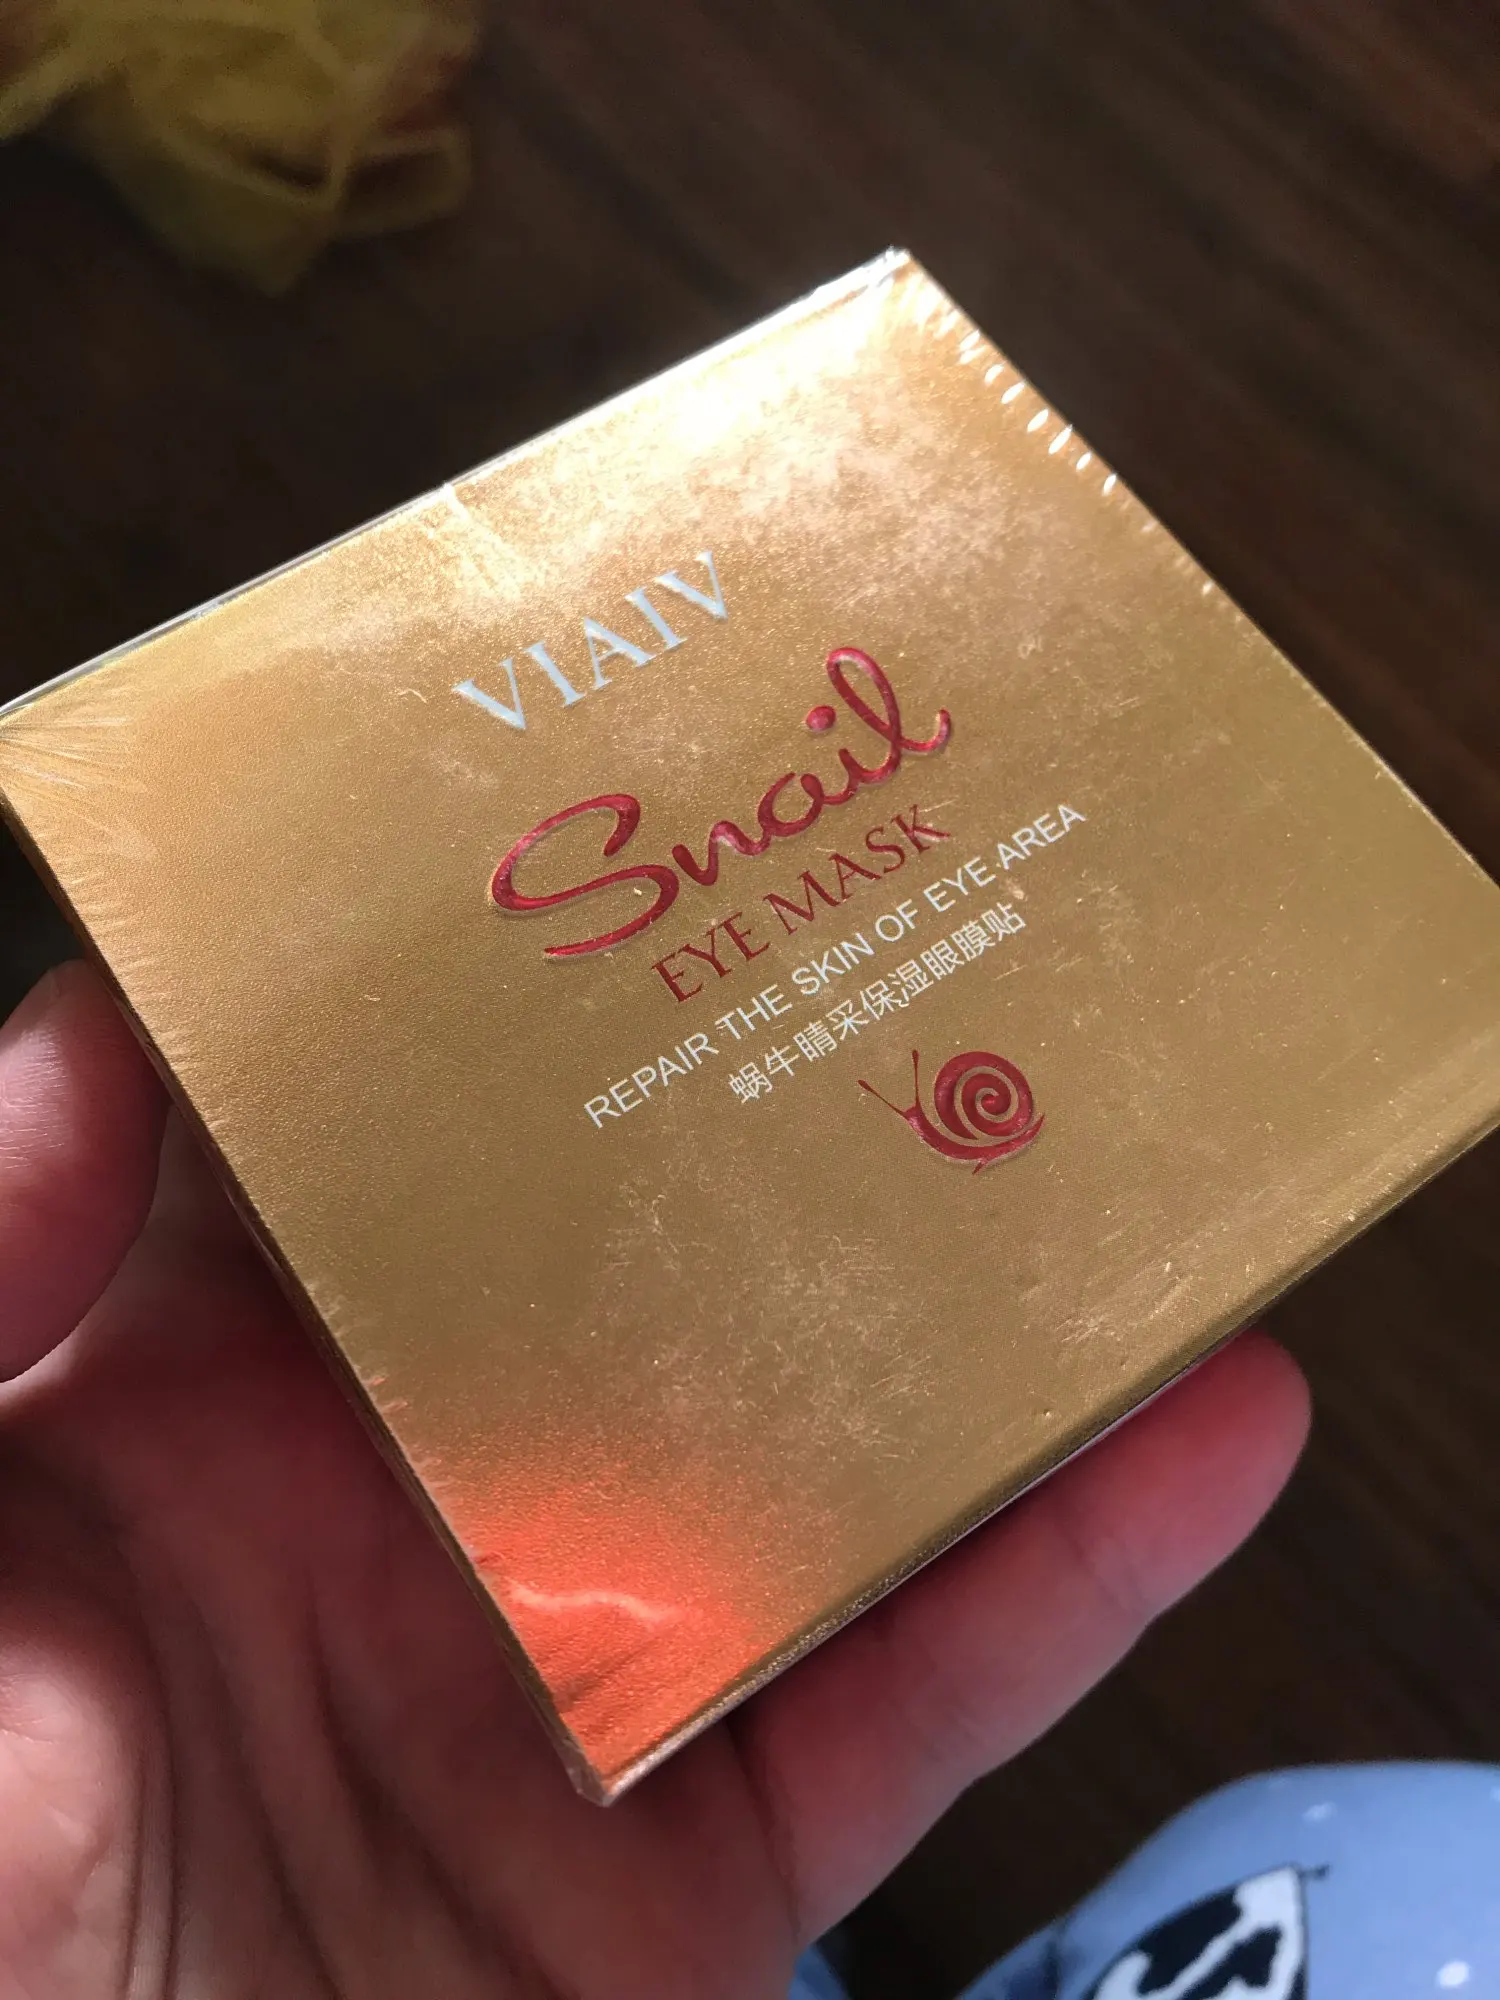 VIAIV
Snail
EYE MASK
REPAIR THE SKIN OF EYE AREA
蜗牛睛采保湿眼膜贴